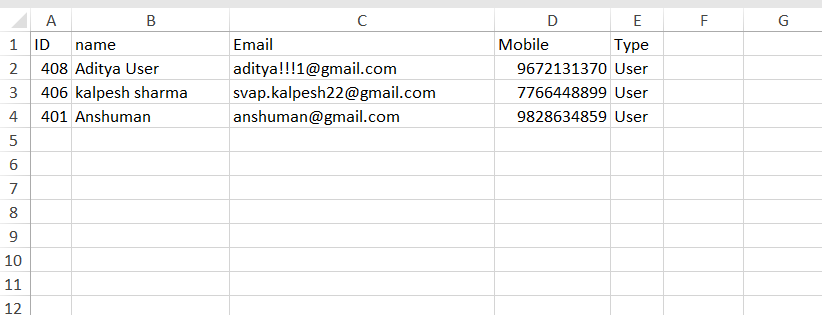 A B C D E F G
1 ID name Email Mobile Type
2 408 Aditya User aditya!!!1@gmail.com 9672131370 User
3 406 kalpesh sharma svap.kalpesh22@gmail.com 7766448899 User
4 401 Anshuman anshuman@gmail.com 9828634859 User
5
6
7
8
9
10
11
12